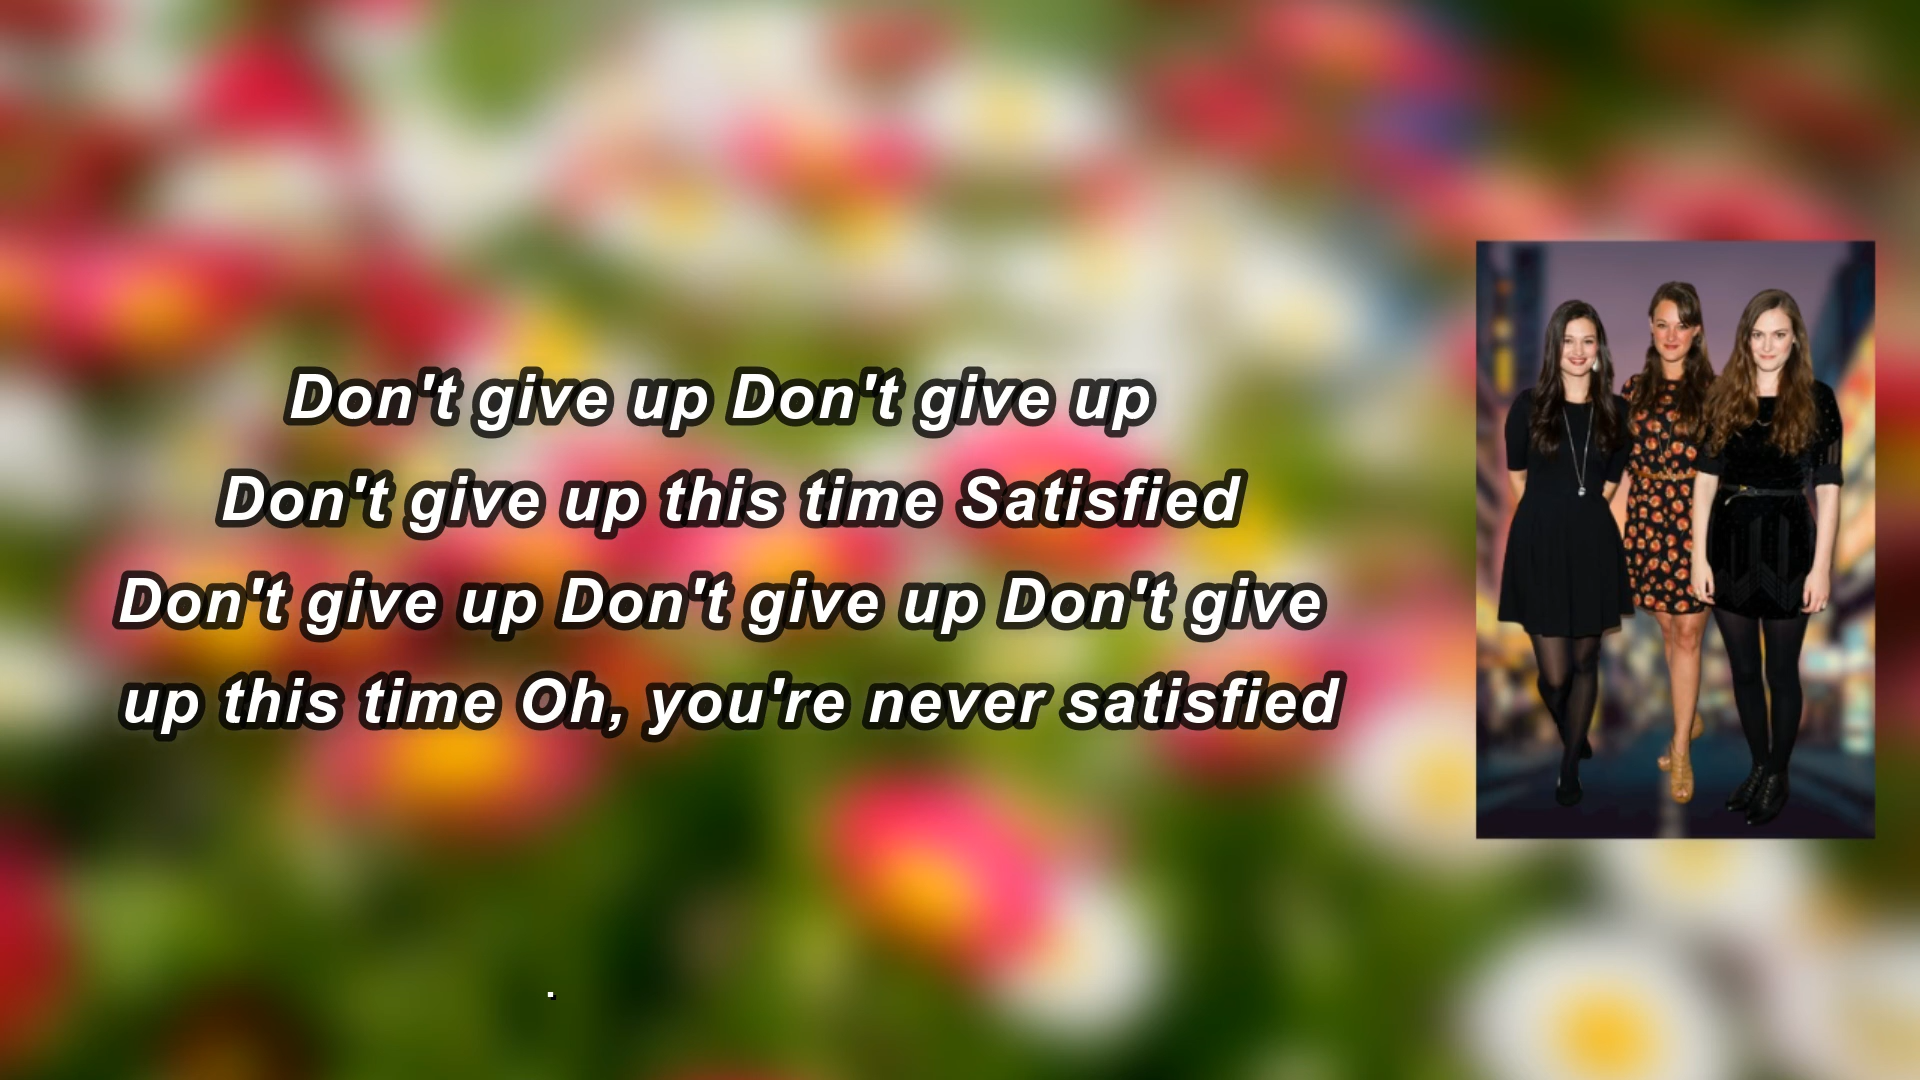 Don't give up Don't give up
Don't give up this time Satisfied
Don't give up Don't give up Don't give
up this time Oh, you're never satisfied
.